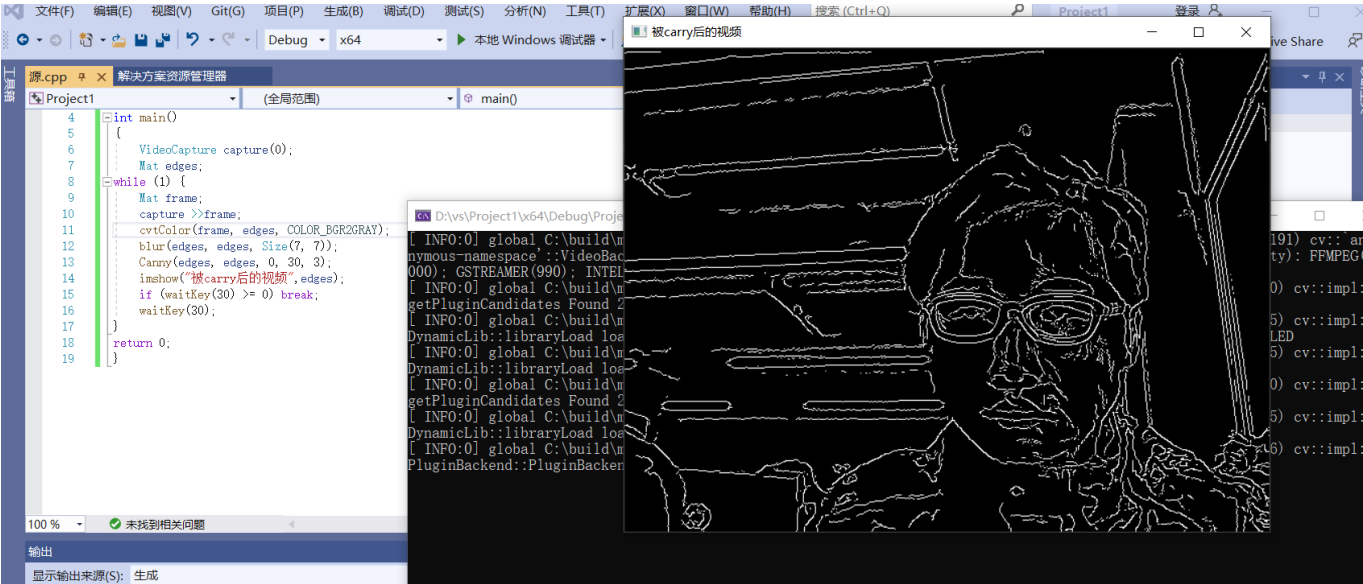 文件(F) 编辑(E) 视图(V) Git(G) 项目(P) 生成(B) 调试(D) 测试(S) 分析(N) 工具(T) 扩展(X) 窗口(W) 帮助(H) 搜索 (Ctrl+Q) Project1 登录
Debug x64 本地 Windows 调试器 ive Share
工具箱
源.cpp 解决方案资源管理器
Project1 (全局范围) main()
4 int main()
5 {
6 VideoCapture capture(0);
7 Mat edges;
8 while (1) {
9 Mat frame;
10 capture >>frame;
11 cvtColor(frame, edges, COLOR_BGR2GRAY);
12 blur(edges, edges, Size(7, 7));
13 Canny(edges, edges, 0, 30, 3);
14 imshow("被carry后的视频",edges);
15 if (waitKey(30) >= 0) break;
16 waitKey(30);
17 }
18 return 0;
19 }
100 % 未找到相关问题
输出
显示输出来源(S): 生成
被carry后的视频
D:\vs\Project1\x64\Debug\Proje
[ INFO:0] global C:\build\m 191) cv::`an
nymous-namespace'::VideoBac ty): FFMPEG(
000); GSTREAMER(990); INTEL
[ INFO:0] global C:\build\m 0) cv::impl:
getPluginCandidates Found 2
[ INFO:0] global C:\build\m 5) cv::impl:
DynamicLib::libraryLoad loa LED
[ INFO:0] global C:\build\m 5) cv::impl:
DynamicLib::libraryLoad loa
[ INFO:0] global C:\build\m 0) cv::impl:
getPluginCandidates Found 2
[ INFO:0] global C:\build\m 5) cv::impl:
DynamicLib::libraryLoad loa
[ INFO:0] global C:\build\m 6) cv::impl:
PluginBackend::PluginBacken